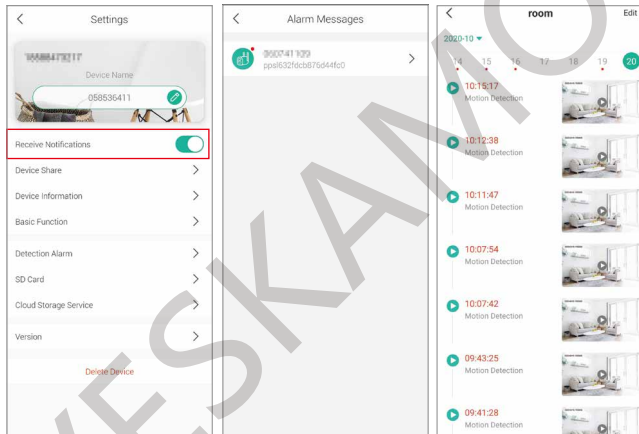 Settings
Device Name
058536411
Receive Notifications
Device Share
Device Information
Basic Function
Detection Alarm
SD Card
Cloud Storage Service
Version
Delete Device
Alarm Messages
ppsl632fdcb876d44fc0
room
Edit
2020-10
14 15 16 17 18 19 20
10:15:17
Motion Detection
10:12:38
Motion Detection
10:11:47
Motion Detection
10:07:54
Motion Detection
10:07:42
Motion Detection
09:43:25
Motion Detection
09:41:28
Motion Detection
YESKAMO